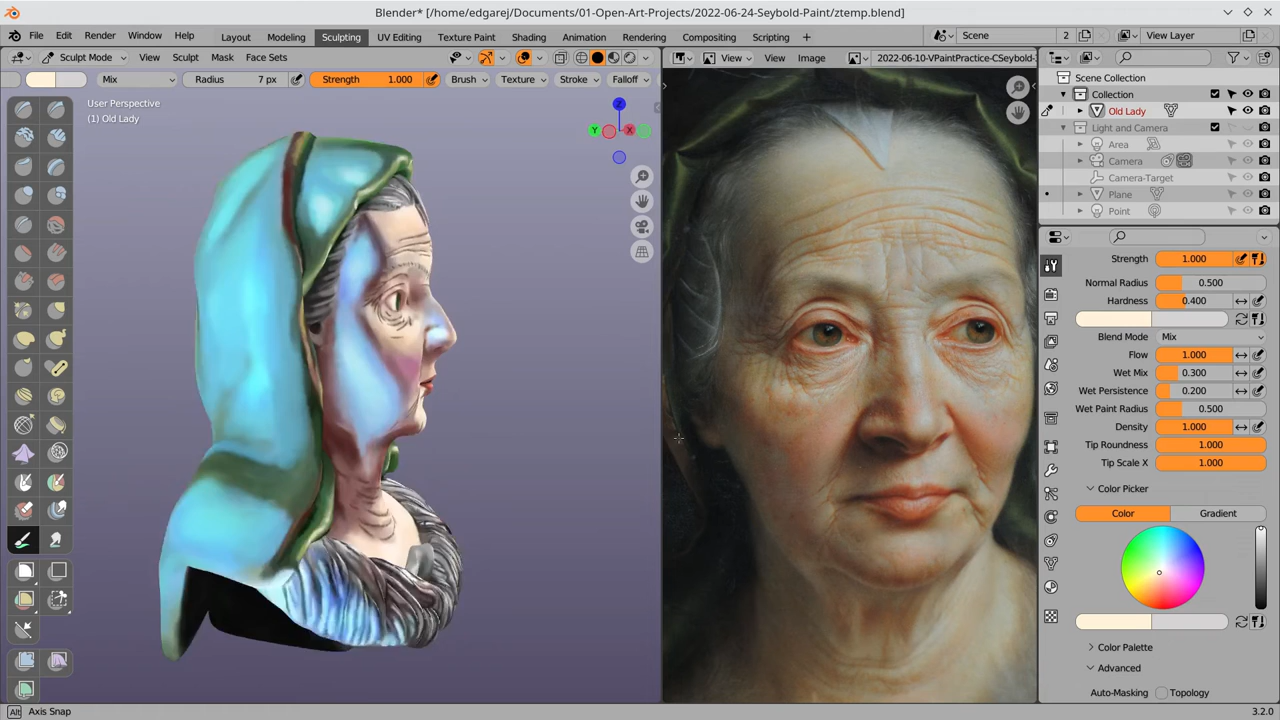 Blender* [/home/edgarej/Documents/01-Open-Art-Projects/2022-06-24-Seybold-Paint/ztemp.blend]
File Edit Render Window Help Layout Modeling Sculpting UV Editing Texture Paint Shading Animation Rendering Compositing Scripting + Scene 2 View Layer
Sculpt Mode View Sculpt Mask Face Sets View View Image 2022-06-10-VPaintPractice-CSeybold-
Mix Radius 7 px Strength 1.000 Brush Texture Stroke Falloff
User Perspective
(1) Old Lady
Z
Y X
Scene Collection
Collection
Old Lady
Light and Camera
Area
Camera
Camera-Target
Plane
Point
Strength 1.000
Normal Radius 0.500
Hardness 0.400
Blend Mode Mix
Flow 1.000
Wet Mix 0.300
Wet Persistence 0.200
Wet Paint Radius 0.500
Density 1.000
Tip Roundness 1.000
Tip Scale X 1.000
Color Picker
Color Gradient
Color Palette
Advanced
Auto-Masking Topology
Alt Axis Snap 3.2.0